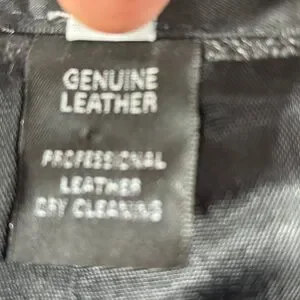 GENUINE
LEATHER
PROFESSIONAL
LEATHER
DRY CLEANING